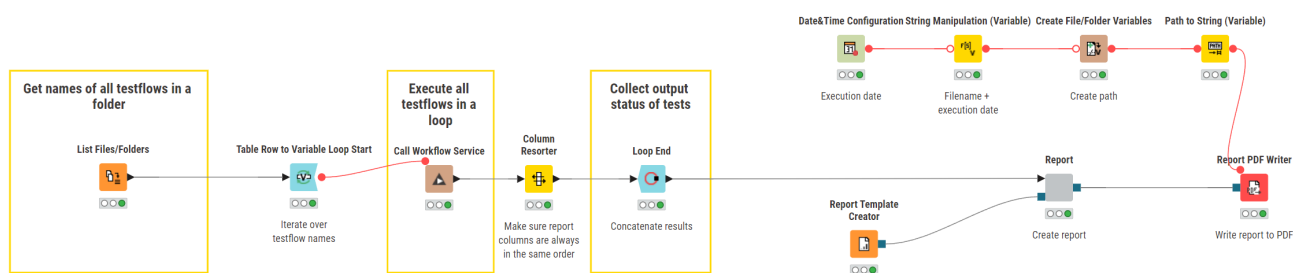 Date&Time Configuration
String Manipulation (Variable)
Create File/Folder Variables
Path to String (Variable)
Execution date
Filename +
execution date
Create path
Get names of all testflows in a
folder
List Files/Folders
Table Row to Variable Loop Start
Iterate over
testflow names
Execute all
testflows in a
loop
Call Workflow Service
Column
Resorter
Make sure report
columns are always
in the same order
Collect output
status of tests
Loop End
Concatenate results
Report Template
Creator
Report
Create report
Report PDF Writer
Write report to PDF